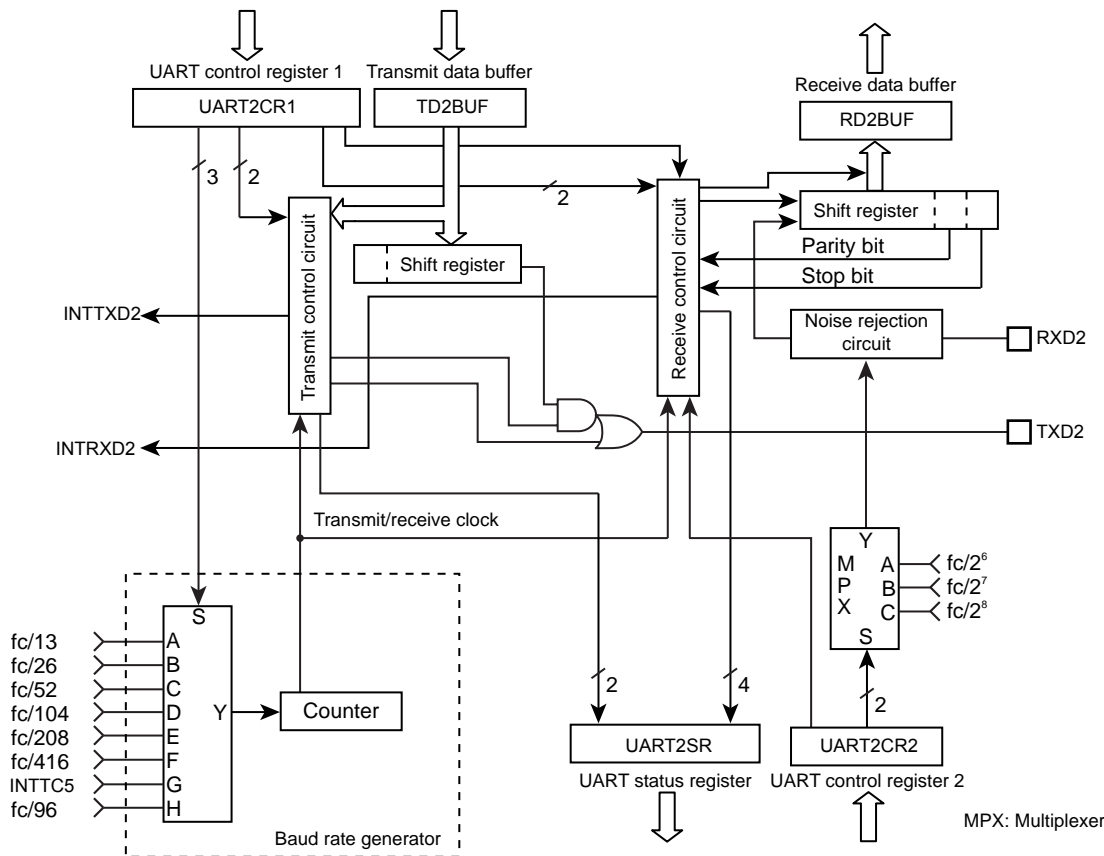 UART control register 1
Transmit data buffer
Receive data buffer
UART2CR1
TD2BUF
RD2BUF
3
2
2
Transmit control circuit
Receive control circuit
Shift register
Shift register
Parity bit
Stop bit
INTTXD2
Noise rejection
circuit
RXD2
INTRXD2
TXD2
Transmit/receive clock
Y
M
P
X
A
B
C
S
fc/2⁶
fc/2⁷
fc/2⁸
S
fc/13
A
fc/26
B
fc/52
C
fc/104
D
Y
Counter
fc/208
E
fc/416
F
INTTC5
G
fc/96
H
Baud rate generator
2
4
2
UART2SR
UART2CR2
UART status register
UART control register 2
MPX: Multiplexer